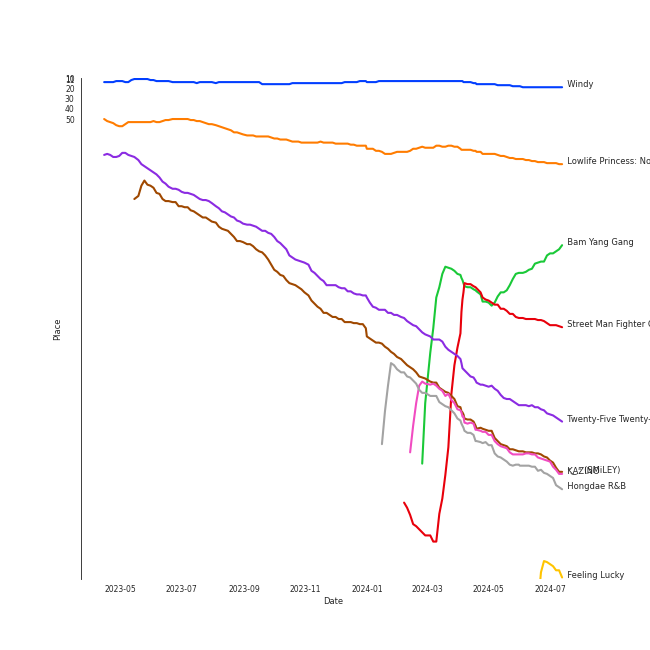 10
20
30
40
50
Windy
Lowlife Princess: No
Bam Yang Gang
Street Man Fighter
Twenty-Five Twenty-
KAZINO
(SMiLEY)
Hongdae R&B
Feeling Lucky
Place
2023-05
2023-07
2023-09
2023-11
2024-01
2024-03
2024-05
2024-07
Date